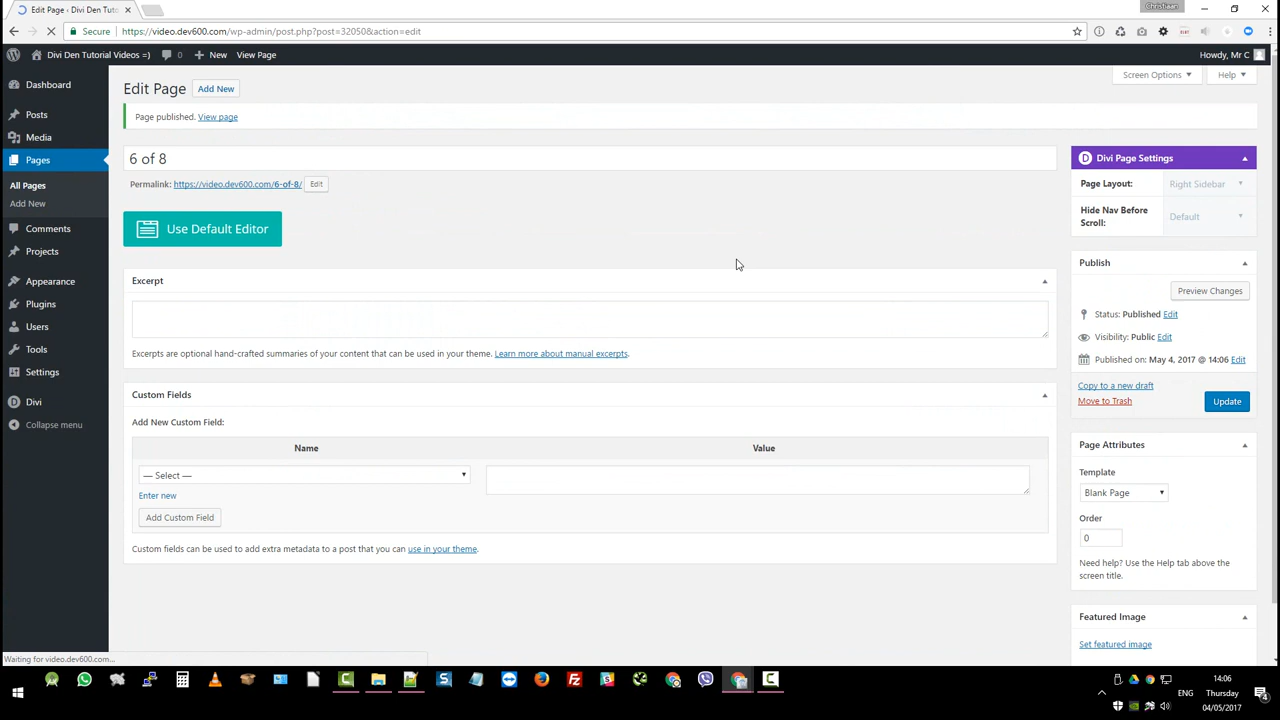 Edit Page ‹ Divi Den Tuto
Christiaan
Secure
https://video.dev600.com/wp-admin/post.php?post=32050&action=edit
Divi Den Tutorial Videos =)
0
New
View Page
Howdy, Mr C
Dashboard
Posts
Media
Pages
All Pages
Add New
Comments
Projects
Appearance
Plugins
Users
Tools
Settings
Divi
Collapse menu
Screen Options
Help
Edit Page
Add New
Page published. View page
6 of 8
Permalink: https://video.dev600.com/6-of-8/
Edit
Use Default Editor
Excerpt
Excerpts are optional hand-crafted summaries of your content that can be used in your theme. Learn more about manual excerpts.
Custom Fields
Add New Custom Field:
Name
Value
— Select —
Enter new
Add Custom Field
Custom fields can be used to add extra metadata to a post that you can use in your theme.
Divi Page Settings
Page Layout:
Right Sidebar
Hide Nav Before
Scroll:
Default
Publish
Preview Changes
Status: Published Edit
Visibility: Public Edit
Published on: May 4, 2017 @ 14:06 Edit
Copy to a new draft
Move to Trash
Update
Page Attributes
Template
Blank Page
Order
0
Need help? Use the Help tab above the
screen title.
Featured Image
Set featured image
Waiting for video.dev600.com...
14:06
ENG
Thursday
04/05/2017